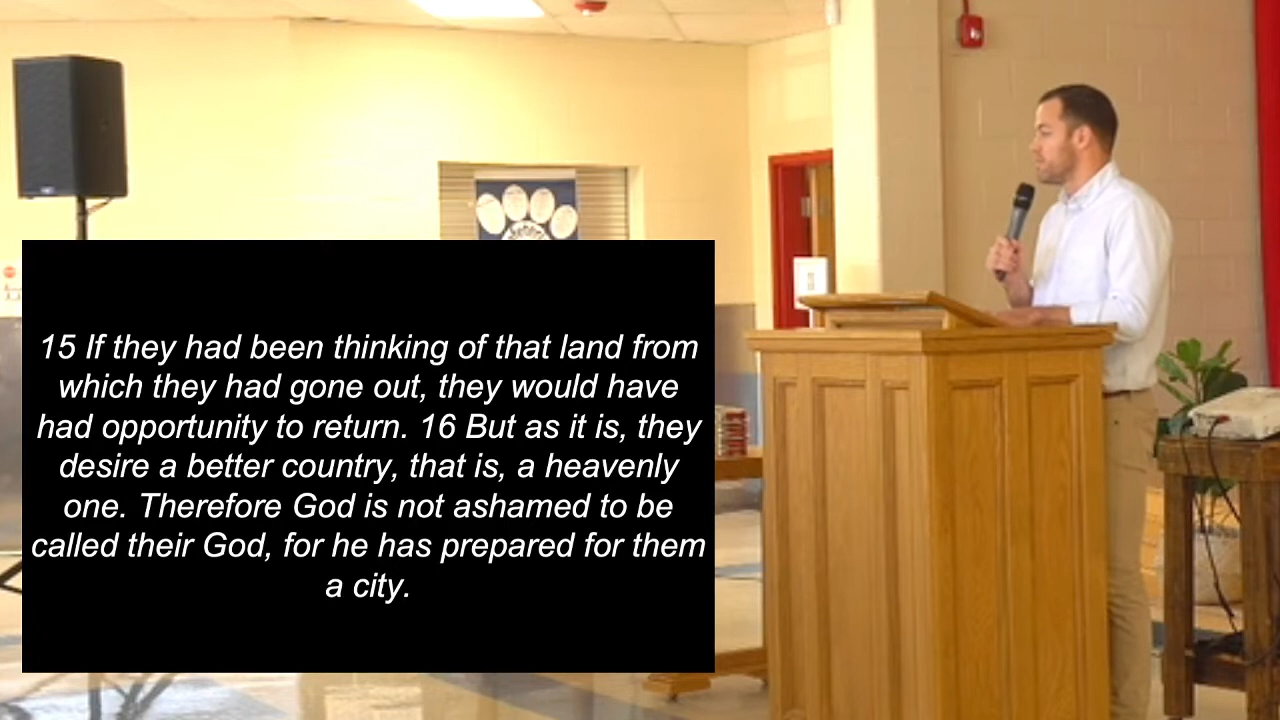 15 If they had been thinking of that land from
which they had gone out, they would have
had opportunity to return. 16 But as it is, they
desire a better country, that is, a heavenly
one. Therefore God is not ashamed to be
called their God, for he has prepared for them
a city.